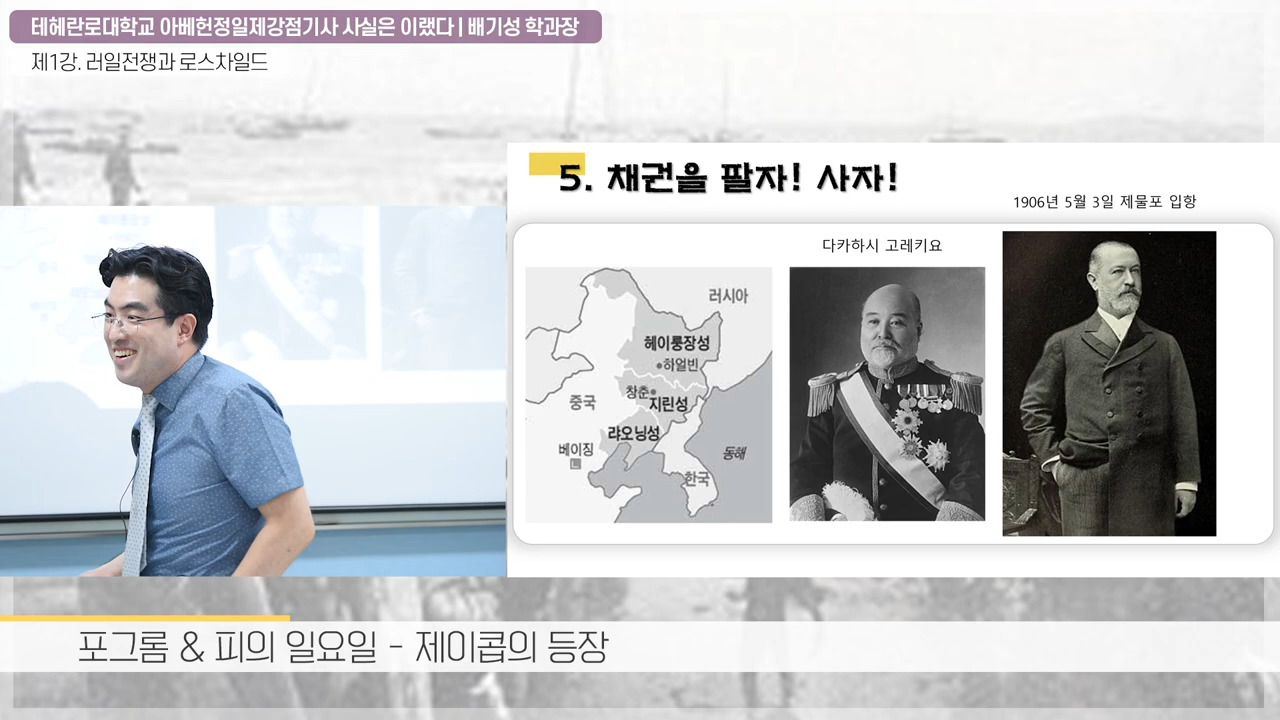 테헤란로대학교 아베헌정일제강점기사 사실은 이랬다 | 배기성 학과장
제1강. 러일전쟁과 로스차일드
5. 채권을 팔자! 사자!
1906년 5월 3일 제물포 입항
다카하시 고레키요
러시아
헤이룽장성
하얼빈
창춘
지린성
중국
랴오닝성
베이징
동해
한국
포그롬 & 피의 일요일 - 제이콥의 등장